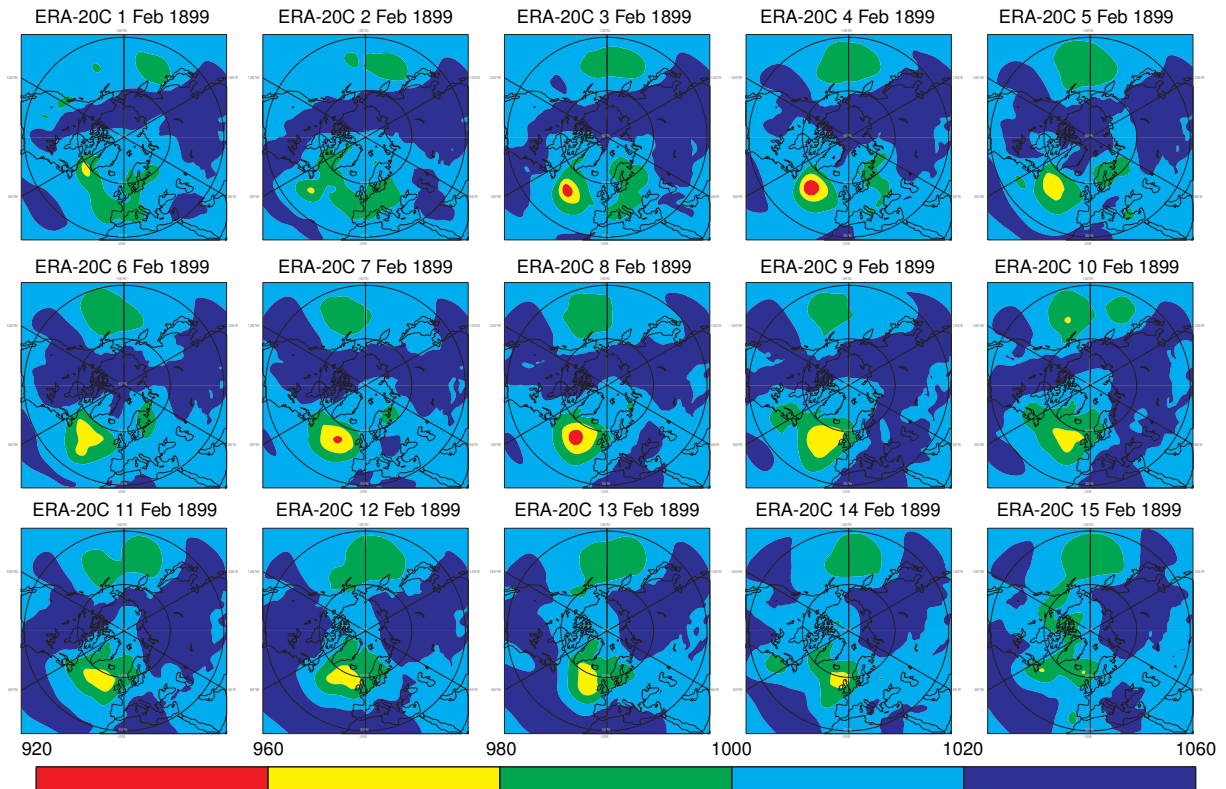 ERA-20C 1 Feb 1899
ERA-20C 2 Feb 1899
ERA-20C 3 Feb 1899
ERA-20C 4 Feb 1899
ERA-20C 5 Feb 1899
ERA-20C 6 Feb 1899
ERA-20C 7 Feb 1899
ERA-20C 8 Feb 1899
ERA-20C 9 Feb 1899
ERA-20C 10 Feb 1899
ERA-20C 11 Feb 1899
ERA-20C 12 Feb 1899
ERA-20C 13 Feb 1899
ERA-20C 14 Feb 1899
ERA-20C 15 Feb 1899
920 960 980 1000 1020 1060